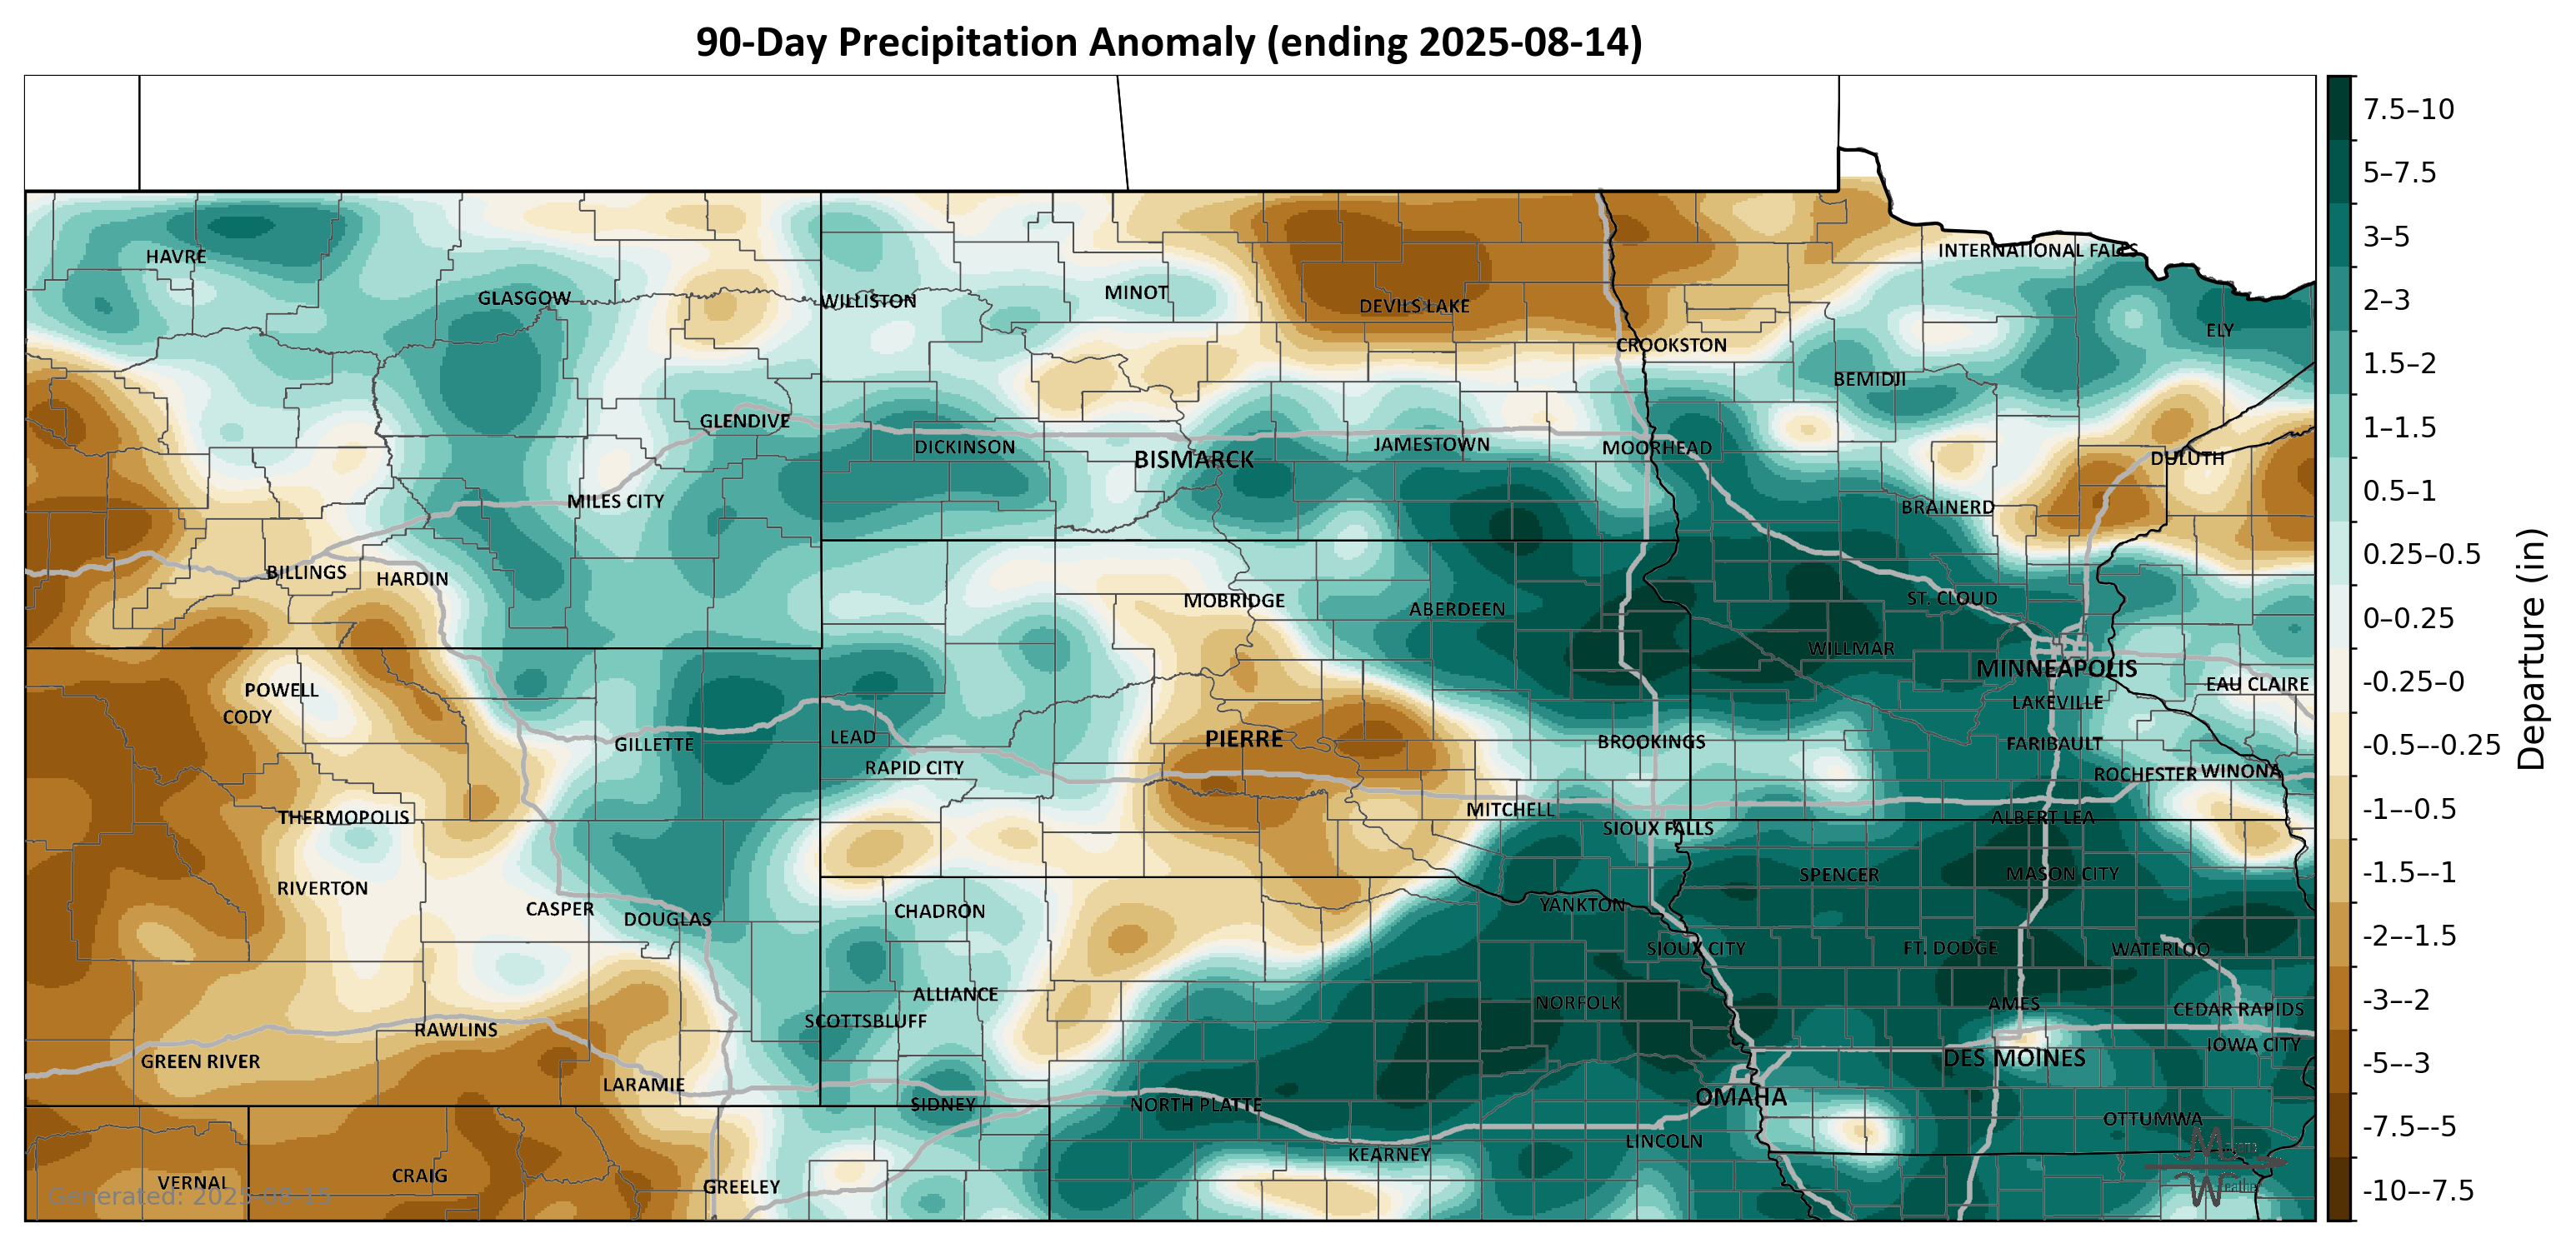 90-Day Precipitation Anomaly (ending 2025-08-14)
HAVRE
INTERNATIONAL FALLS
GLASGOW
WILLISTON
MINOT
DEVILS LAKE
ELY
CROOKSTON
BEMIDJI
GLENDIVE
DICKINSON
BISMARCK
JAMESTOWN
MOORHEAD
DULUTH
MILES CITY
BRAINERD
BILLINGS
HARDIN
MOBRIDGE
ABERDEEN
ST. CLOUD
WILLMAR
MINNEAPOLIS
POWELL
EAU CLAIRE
CODY
LAKEVILLE
GILLETTE
LEAD
PIERRE
BROOKINGS
FARIBAULT
RAPID CITY
ROCHESTER
WINONA
THERMOPOLIS
MITCHELL
ALBERT LEA
SIOUX FALLS
RIVERTON
SPENCER
MASON CITY
CASPER
DOUGLAS
CHADRON
YANKTON
SIOUX CITY
FT. DODGE
WATERLOO
ALLIANCE
NORFOLK
AMES
CEDAR RAPIDS
SCOTTSBLUFF
RAWLINS
IOWA CITY
GREEN RIVER
DES MOINES
LARAMIE
SIDNEY
NORTH PLATTE
OMAHA
OTTUMWA
LINCOLN
KEARNEY
VERNAL
CRAIG
GREELEY
Generated: 2025-08-15
7.5–10
5–7.5
3–5
2–3
1.5–2
1–1.5
0.5–1
0.25–0.5
0–0.25
-0.25–0
-0.5–-0.25
-1–-0.5
-1.5–-1
-2–-1.5
-3–-2
-5–-3
-7.5–-5
-10–-7.5
Departure (in)